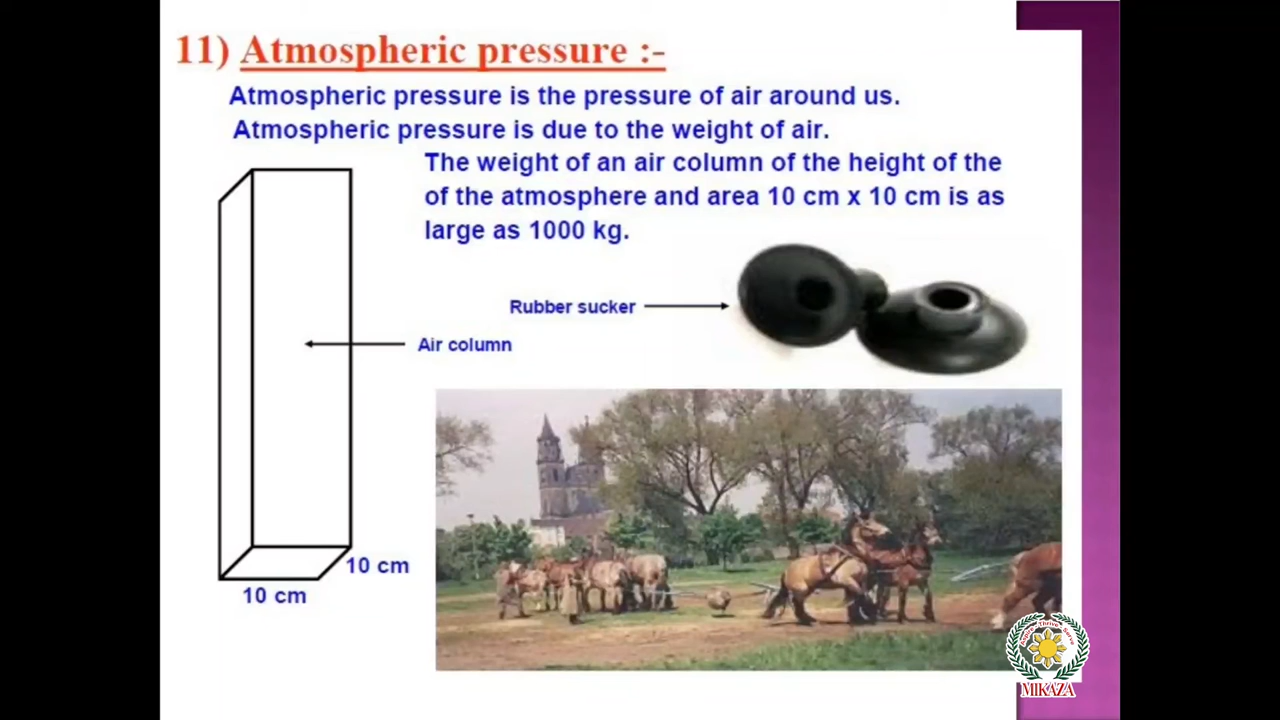 11) Atmospheric pressure :-
Atmospheric pressure is the pressure of air around us.
Atmospheric pressure is due to the weight of air.
The weight of an air column of the height of the
of the atmosphere and area 10 cm x 10 cm is as
large as 1000 kg.
Rubber sucker
Air column
10 cm
10 cm
MIKAZA